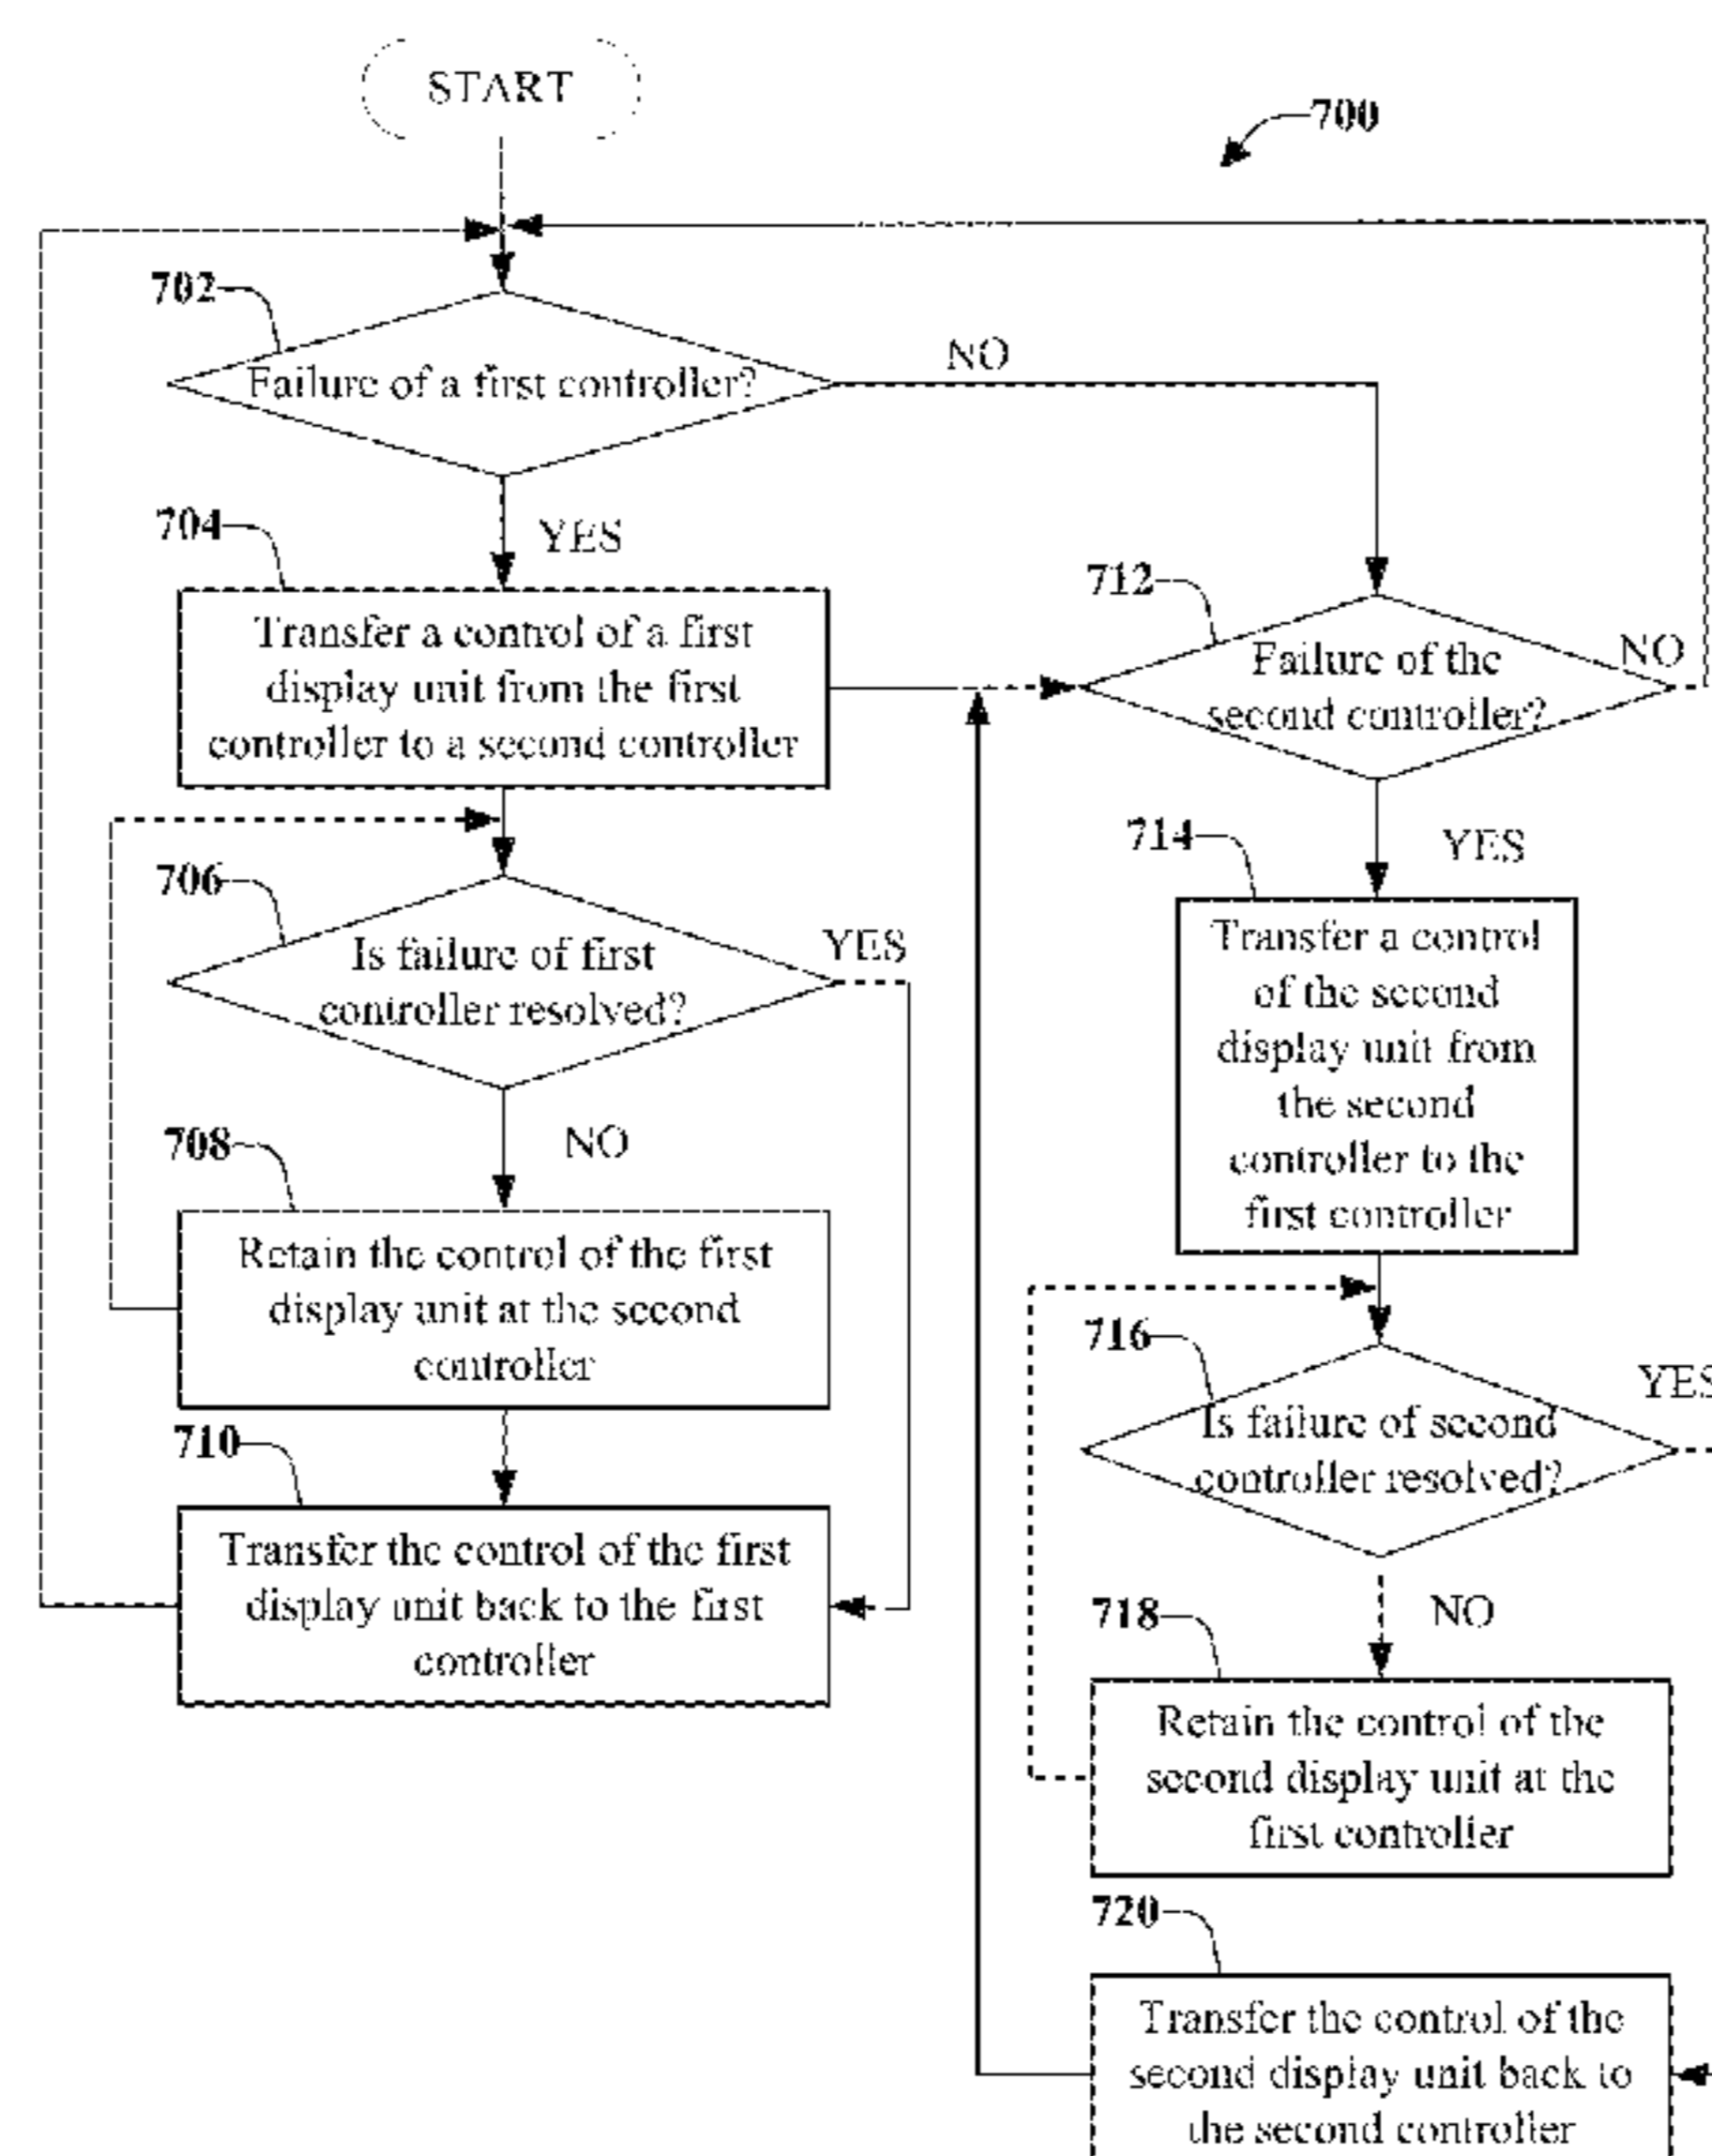 START
700
702
Failure of a first controller?
NO
YES
704
Transfer a control of a first
display unit from the first
controller to a second controller
706
Is failure of first
controller resolved?
YES
NO
708
Retain the control of the first
display unit at the second
controller
710
Transfer the control of the first
display unit back to the first
controller
712
Failure of the
second controller?
NO
YES
714
Transfer a control
of the second
display unit from
the second
controller to the
first controller
716
Is failure of second
controller resolved?
YES
NO
718
Retain the control of the
second display unit at the
first controller
720
Transfer the control of the
second display unit back to
the second controller